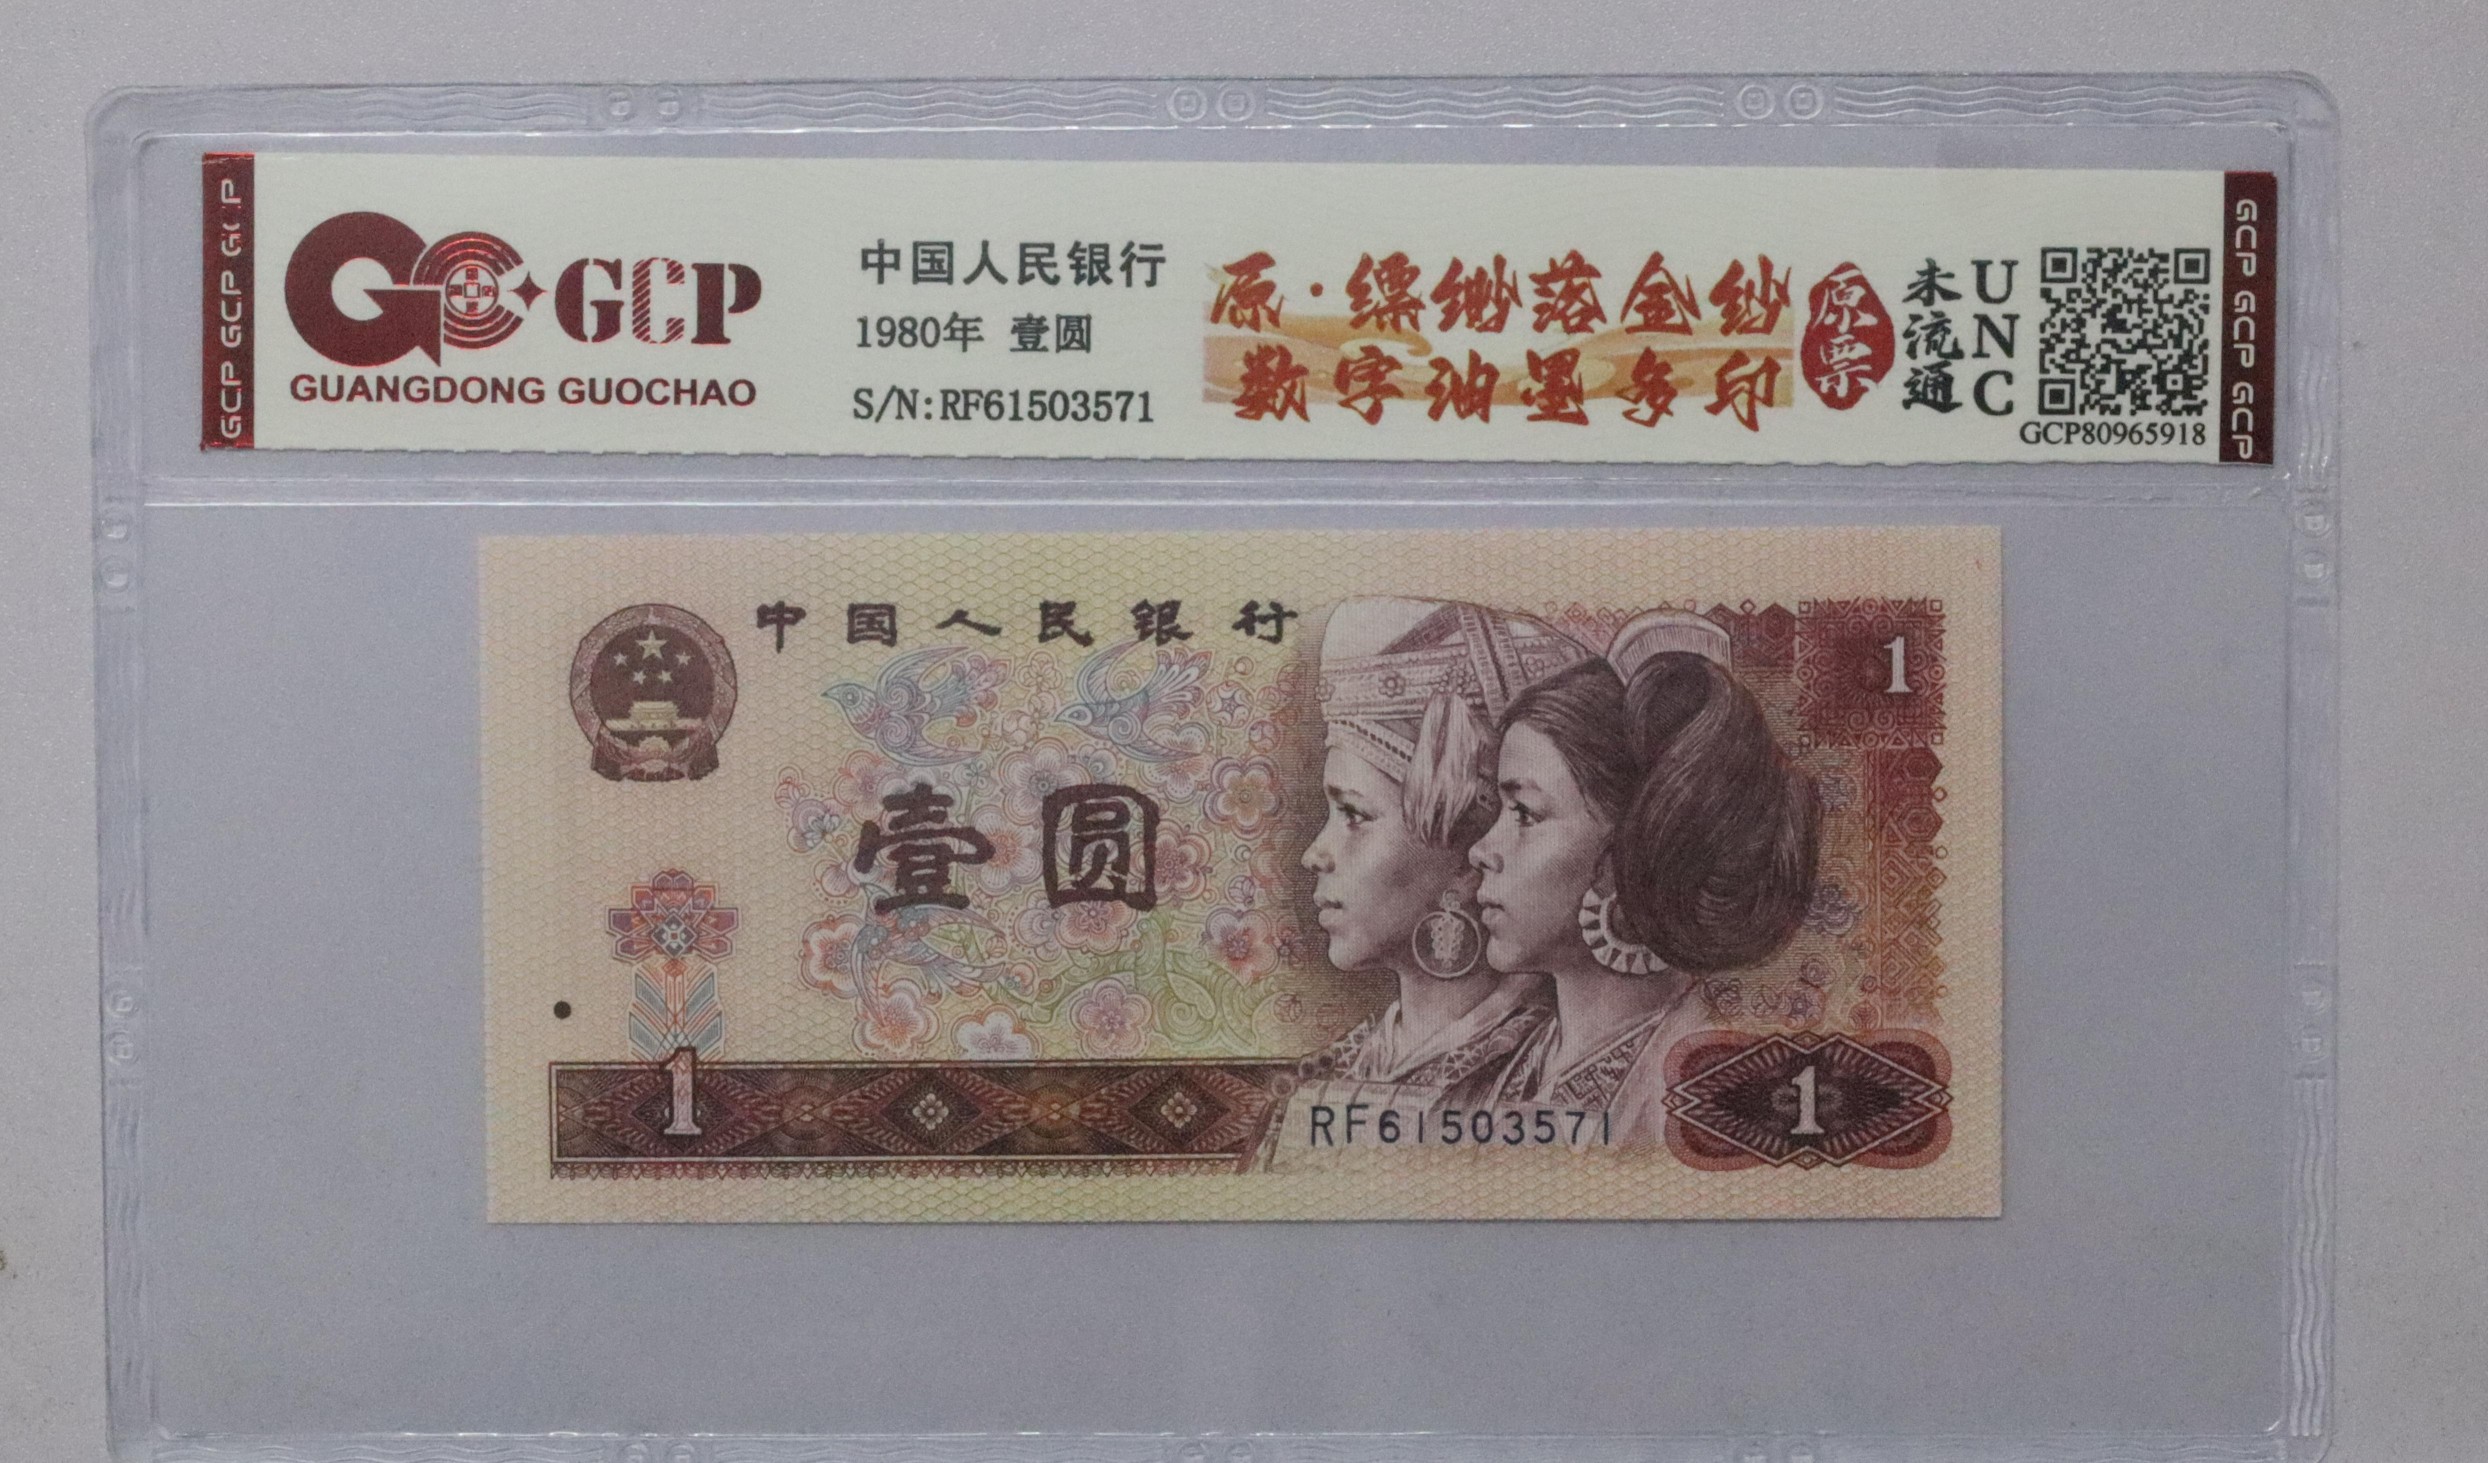 GCP GCP GCP
GCP
GUANGDONG GUOCHAO
中国人民银行
1980年 壹圆
S/N:RF61503571
原·缥缈落金纱
数字油墨多印
原票
未流通
UNC
GCP80965918
GCP GCP GCP
中国人民银行
1
壹圆
1
RF61503571
1